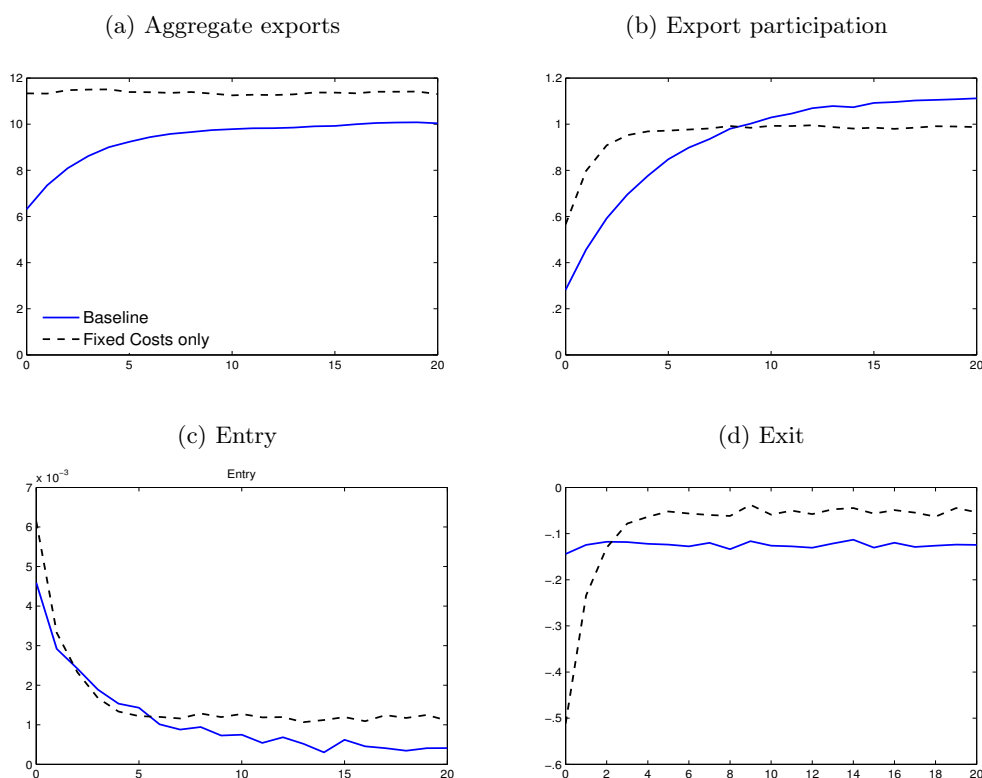 (a) Aggregate exports
(b) Export participation
12
10
8
6
4
2
0
0 5 10 15 20
Baseline
Fixed Costs only
1.2
1
.8
.6
.4
.2
0
0 5 10 15 20
(c) Entry
(d) Exit
x 10⁻³
Entry
7
6
5
4
3
2
1
0
0 5 10 15 20
0
−.1
−.2
−.3
−.4
−.5
−.6
0 2 4 6 8 10 12 14 16 18 20